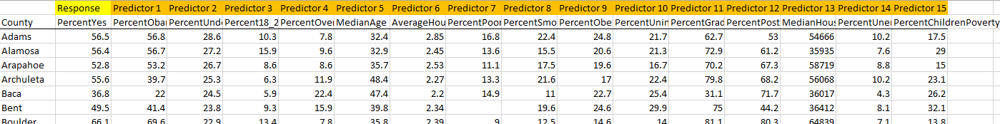 Response Predictor 1 Predictor 2 Predictor 3 Predictor 4 Predictor 5 Predictor 6 Predictor 7 Predictor 8 Predictor 9 Predictor 10 Predictor 11 Predictor 12 Predictor 13 Predictor 14 Predictor 15
County PercentYes PercentObar PercentUnde Percent18_2 PercentOver MedianAge AverageHou PercentPoor PercentSmo PercentObe PercentUnin PercentGrad PercentPost MedianHous PercentUnen PercentChildrenPoverty
Adams 56.5 56.8 28.6 10.3 7.8 32.4 2.85 16.8 22.4 24.8 21.7 62.7 53 54666 10.2 17.5
Alamosa 56.4 56.7 27.2 15.9 9.6 32.9 2.45 13.6 15.5 20.6 21.3 72.9 61.2 35935 7.6 29
Arapahoe 52.8 53.2 26.7 8.6 8.6 35.7 2.53 11.1 17.5 19.6 16.7 70.2 67.3 58719 8.8 15
Archuleta 55.6 39.7 25.3 6.3 11.9 48.4 2.27 13.3 21.6 17 22.4 79.8 68.2 56068 10.2 23.1
Baca 36.8 22 24.5 5.9 22.4 47.4 2.2 14.9 11 22.7 25.4 31.1 71.7 36017 4.3 26.2
Bent 49.5 41.4 23.8 9.3 15.9 39.8 2.34 19.6 24.6 29.9 75 44.2 36412 8.1 32.1
Boulder 66.1 69.6 22.9 13.4 7.8 35.8 2.39 9 12.5 14.6 14 81.1 80.3 64839 7.1 13.8